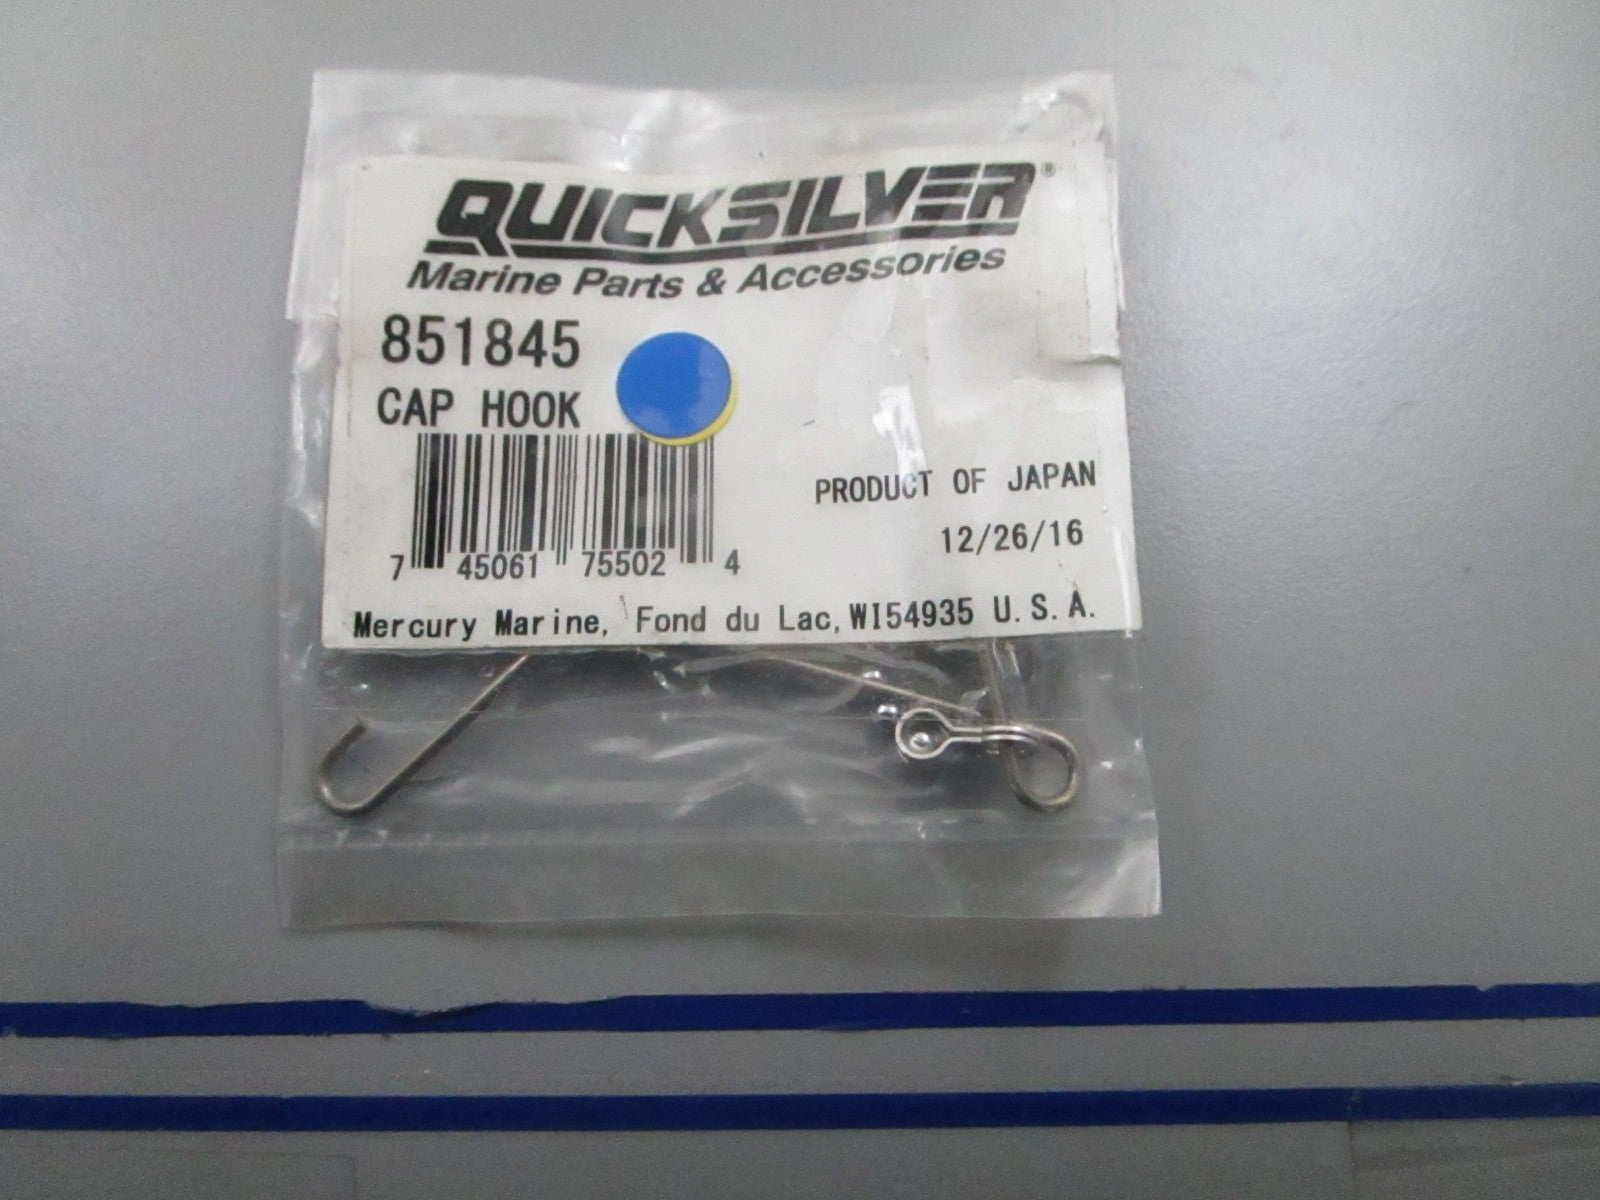 QUICKSILVER®
Marine Parts & Accessories
851845
CAP HOOK
PRODUCT OF JAPAN
12/26/16
7 45061 75502 4
Mercury Marine, Fond du Lac, WI54935 U.S.A.